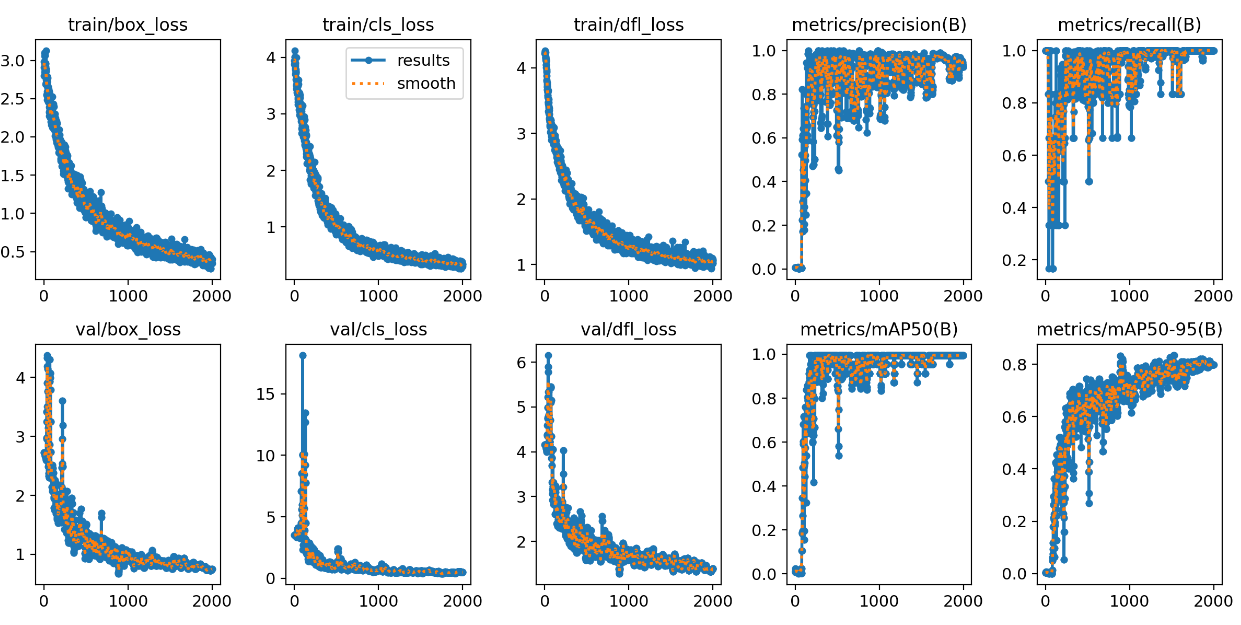 train/box_loss
train/cls_loss
train/dfl_loss
metrics/precision(B)
metrics/recall(B)
3.0
2.5
2.0
1.5
1.0
0.5
0 1000 2000
4
3
2
1
results
smooth
0 1000 2000
4
3
2
1
0 1000 2000
1.0
0.8
0.6
0.4
0.2
0.0
0 1000 2000
1.0
0.8
0.6
0.4
0.2
0 1000 2000
val/box_loss
val/cls_loss
val/dfl_loss
metrics/mAP50(B)
metrics/mAP50-95(B)
4
3
2
1
0 1000 2000
15
10
5
0
0 1000 2000
6
5
4
3
2
0 1000 2000
1.0
0.8
0.6
0.4
0.2
0.0
0 1000 2000
0.8
0.6
0.4
0.2
0.0
0 1000 2000